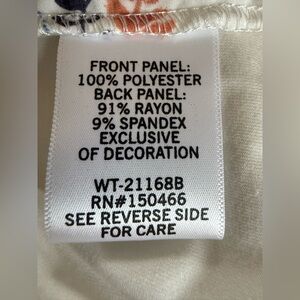 FRONT PANEL:
100% POLYESTER
BACK PANEL:
91% RAYON
9% SPANDEX
EXCLUSIVE
OF DECORATION
WT-21168B
RN#150466
SEE REVERSE SIDE
FOR CARE